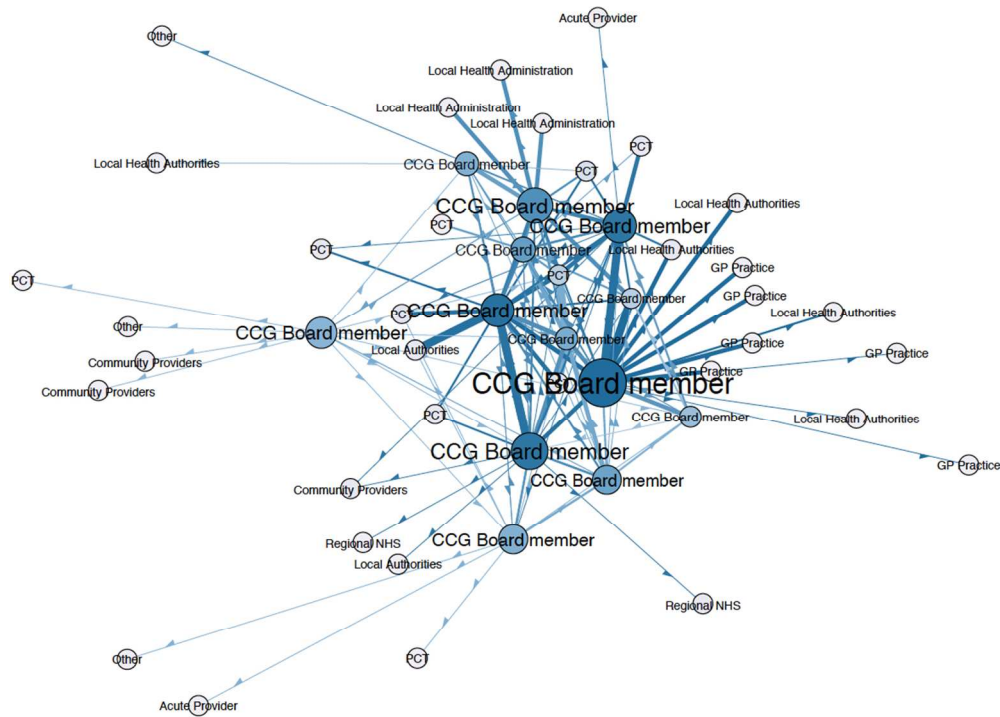 Acute Provider
Other
Local Health Administration
Local Health Administration
Local Health Administration
PCT
Local Health Authorities
CCG Board member
PCT
Local Health Authorities
CCG Board member
PCT
CCG Board member
PCT
CCG Board member
Local Health Authorities
GP Practice
PCT
PCT
GP Practice
CCG Board member
PCT
CCG Board member
Local Health Authorities
Other
CCG Board member
CCG Board member
GP Practice
Local Authorities
GP Practice
Community Providers
GP Practice
CCG Board member
Community Providers
PCT
CCG Board member
Local Health Authorities
CCG Board member
GP Practice
CCG Board member
Community Providers
CCG Board member
Regional NHS
Local Authorities
Regional NHS
Other
PCT
Acute Provider